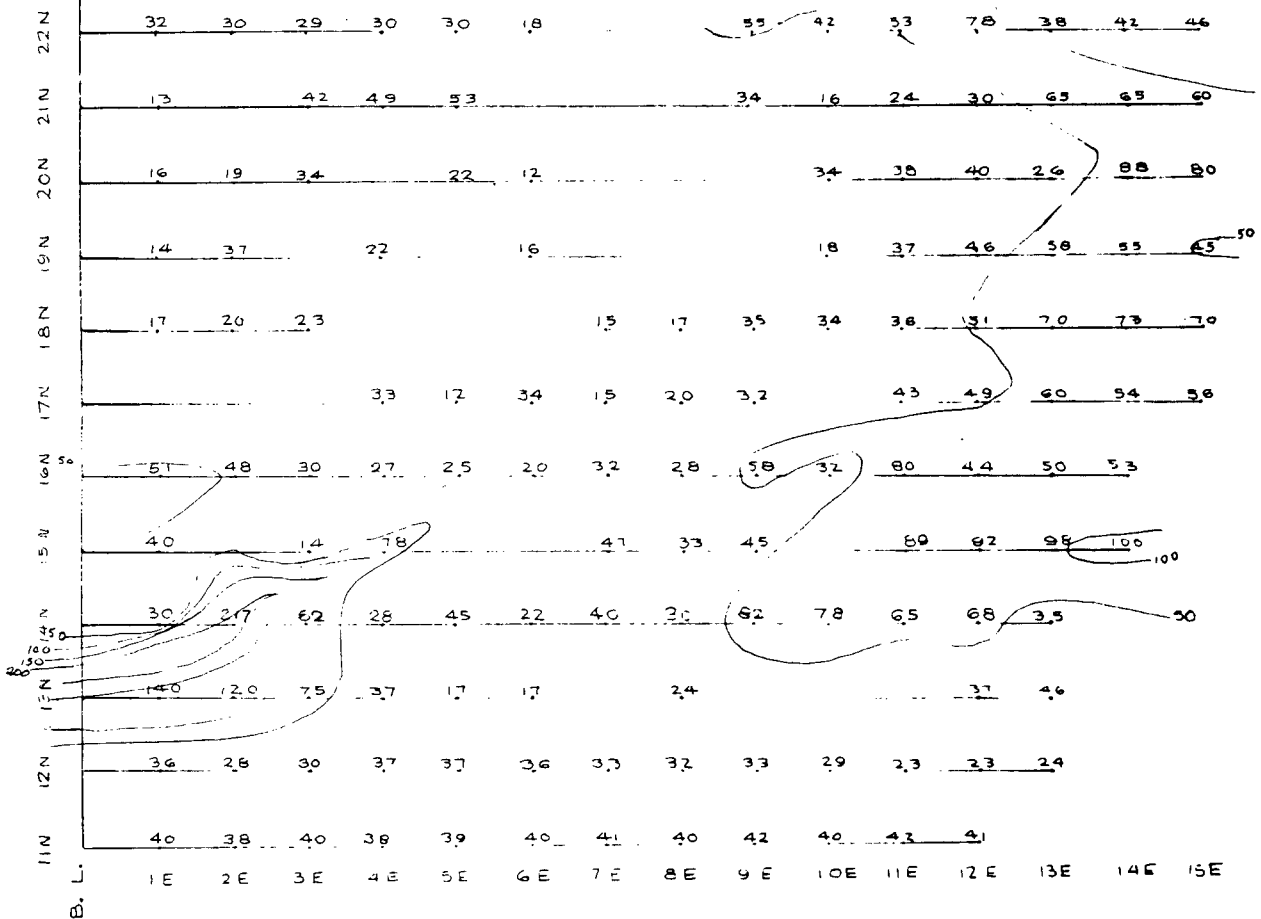 22N 32 30 29 30 30 18 55 42 53 78 38 42 46
21N 13 42 49 53 34 16 24 30 65 65 60
20N 16 19 34 22 12 34 38 40 26 88 80
19N 14 37 22 16 18 37 46 58 55 45 50
18N 17 20 23 15 17 35 34 38 51 70 73 70
17N 33 12 34 15 20 32 43 49 60 54 56
16N 50 57 48 30 27 25 20 32 28 58 32 80 44 50 53
15N 40 14 78 47 33 45 89 98 100
100
14N 30 217 62 28 45 22 40 62 78 65 68 35 50
50
100
150
200
13N 140 120 75 37 17 17 24 37 46
12N 36 28 30 37 37 36 33 32 33 29 23 23 24
11N 40 38 40 38 39 40 41 40 42 40 42 41
B. L. 1E 2E 3E 4E 5E 6E 7E 8E 9E 10E 11E 12E 13E 14E 15E